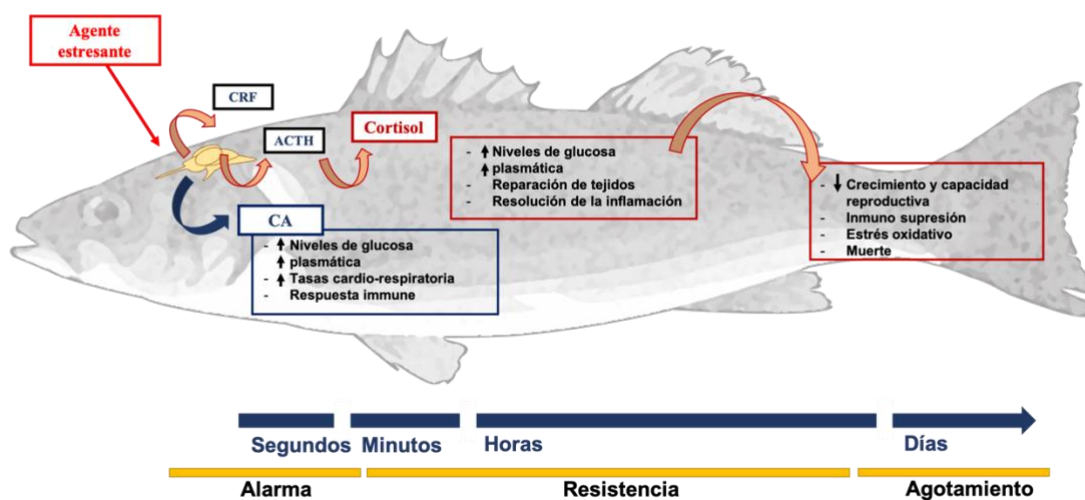 Agente
estresante
CRF
ACTH
Cortisol
CA
- Niveles de glucosa
plasmática
- Tasas cardio-respiratoria
- Respuesta immune
- Niveles de glucosa
plasmática
- Reparación de tejidos
- Resolución de la inflamación
- Crecimiento y capacidad
reproductiva
- Inmuno supresión
- Estrés oxidativo
- Muerte
Segundos Minutos Horas Días
Alarma Resistencia Agotamiento